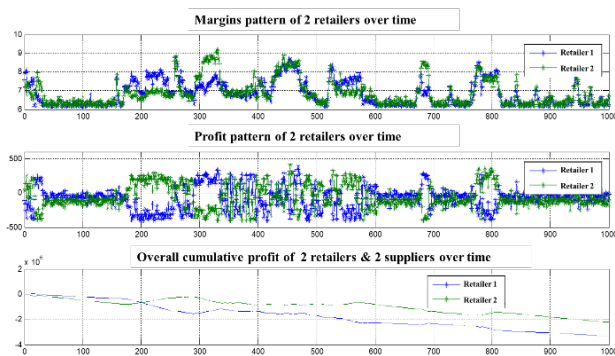 Margins pattern of 2 retailers over time
10
9
8
7
6
Retailer 1
Retailer 2
0 100 200 300 400 500 600 700 800 900 1000
Profit pattern of 2 retailers over time
500
0
-500
Retailer 1
Retailer 2
0 100 200 300 400 500 600 700 800 900 1000
Overall cumulative profit of 2 retailers & 2 suppliers over time
x 10
2
0
-2
-4
Retailer 1
Retailer 2
0 100 200 300 400 500 600 700 800 900 1000